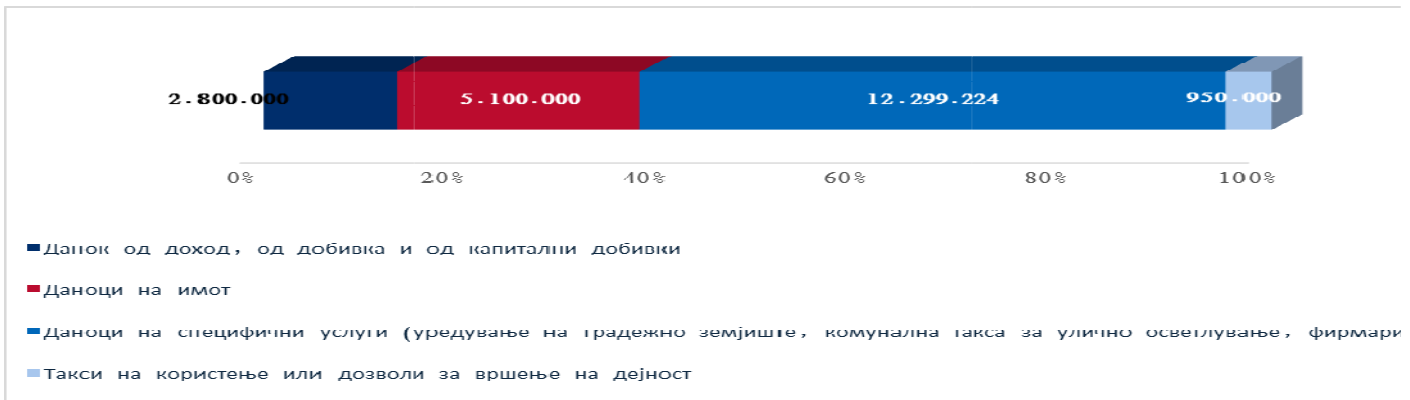 2.800.000 5.100.000 12.299.224 950.000
0% 20% 40% 60% 80% 100%
Данок од доход, од добивка и од капитални добивки
Даноци на имот
Даноци на специфични услуги (уредување на градежно земјиште, комунална такса за улично осветлување, фирмари
Такси на користење или дозволи за вршење на дејност